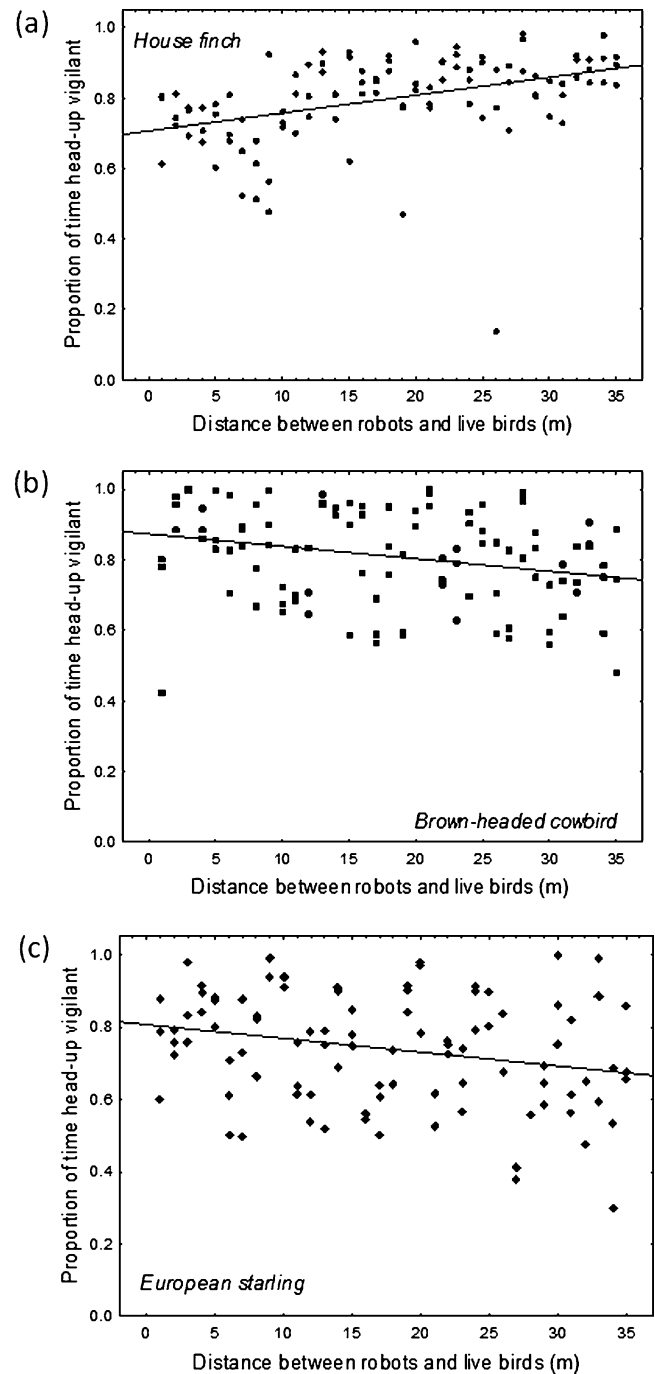 (a)
House finch
Proportion of time head-up vigilant
1.0
0.8
0.6
0.4
0.2
0.0
0 5 10 15 20 25 30 35
Distance between robots and live birds (m)
(b)
Proportion of time head-up vigilant
1.0
0.8
0.6
0.4
0.2
0.0
Brown-headed cowbird
0 5 10 15 20 25 30 35
Distance between robots and live birds (m)
(c)
Proportion of time head-up vigilant
1.0
0.8
0.6
0.4
0.2
0.0
European starling
0 5 10 15 20 25 30 35
Distance between robots and live birds (m)